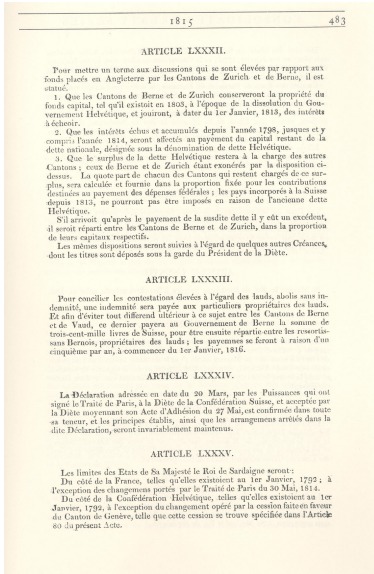 1815 483
ARTICLE LXXXII.
Pour mettre un terme aux discussions qui se sont élevées par rapport aux
fonds placés en Angleterre par les Cantons de Zurich et de Berne, il est
statué.
1. Que les Cantons de Berne et de Zurich conserveront la propriété du
fonds capital, tel qu'il existoit en 1803, à l'époque de la dissolution du Gou-
vernement Helvétique, et jouiront, à dater du 1er Janvier, 1813, des intérêts
à écheoir.
2. Que les intérêts échus et accumulés depuis l'année 1798, jusques et y
compris l'année 1814, seront affectés au payement du capital restant de la
dette nationale, désignée sous la dénomination de dette Helvétique.
3. Que le surplus de la dette Helvétique restera à la charge des autres
Cantons ; ceux de Berne et de Zurich étant exonérés par la disposition ci-
dessus. La quote part de chacun des Cantons qui restent chargés de ce sur-
plus, sera calculée et fournie dans la proportion fixée pour les contributions
destinées au payement des dépenses fédérales ; les pays incorporés à la Suisse
depuis 1813, ne pourront pas être imposés en raison de l'ancienne dette
Helvétique.
S'il arrivoit qu'après le payement de la susdite dette il y eût un excédent,
il seroit réparti entre les Cantons de Berne et de Zurich, dans la proportion
de leurs capitaux respectifs.
Les mêmes dispositions seront suivies à l'égard de quelques autres Créances,
dont les titres sont déposés sous la garde du Président de la Diète.
ARTICLE LXXXIII.
Pour concilier les contestations élevées à l'égard des lauds, abolis sans in-
demnité, une indemnité sera payée aux particuliers propriétaires des lauds.
Et afin d'éviter tout différend ultérieur à ce sujet entre les Cantons de Berne
et de Vaud, ce dernier payera au Gouvernement de Berne la somme de
trois-cent-mille livres de Suisse, pour être ensuite répartie entre les ressortis-
sans Bernois, propriétaires des lauds ; les payemens se feront à raison d'un
cinquième par an, à commencer du 1er Janvier, 1816.
ARTICLE LXXXIV.
La Déclaration adressée en date du 20 Mars, par les Puissances qui ont
signé le Traité de Paris, à la Diète de la Confédération Suisse, et acceptée par
la Diète moyennant son Acte d'Adhésion du 27 Mai, est confirmée dans toute
sa teneur, et les principes établis, ainsi que les arrangemens arrêtés dans la
dite Déclaration, seront invariablement maintenus.
ARTICLE LXXXV.
Les limites des Etats de Sa Majesté le Roi de Sardaigne seront :
Du côté de la France, telles qu'elles existoient au 1er Janvier, 1792 ; à
l'exception des changemens portés par le Traité de Paris du 30 Mai, 1814.
Du côté de la Confédération Helvétique, telles qu'elles existoient au 1er
Janvier, 1792, à l'exception du changement opéré par la cession faite en faveur
du Canton de Genève, telle que cette cession se trouve spécifiée dans l'Article
80 du présent Acte.